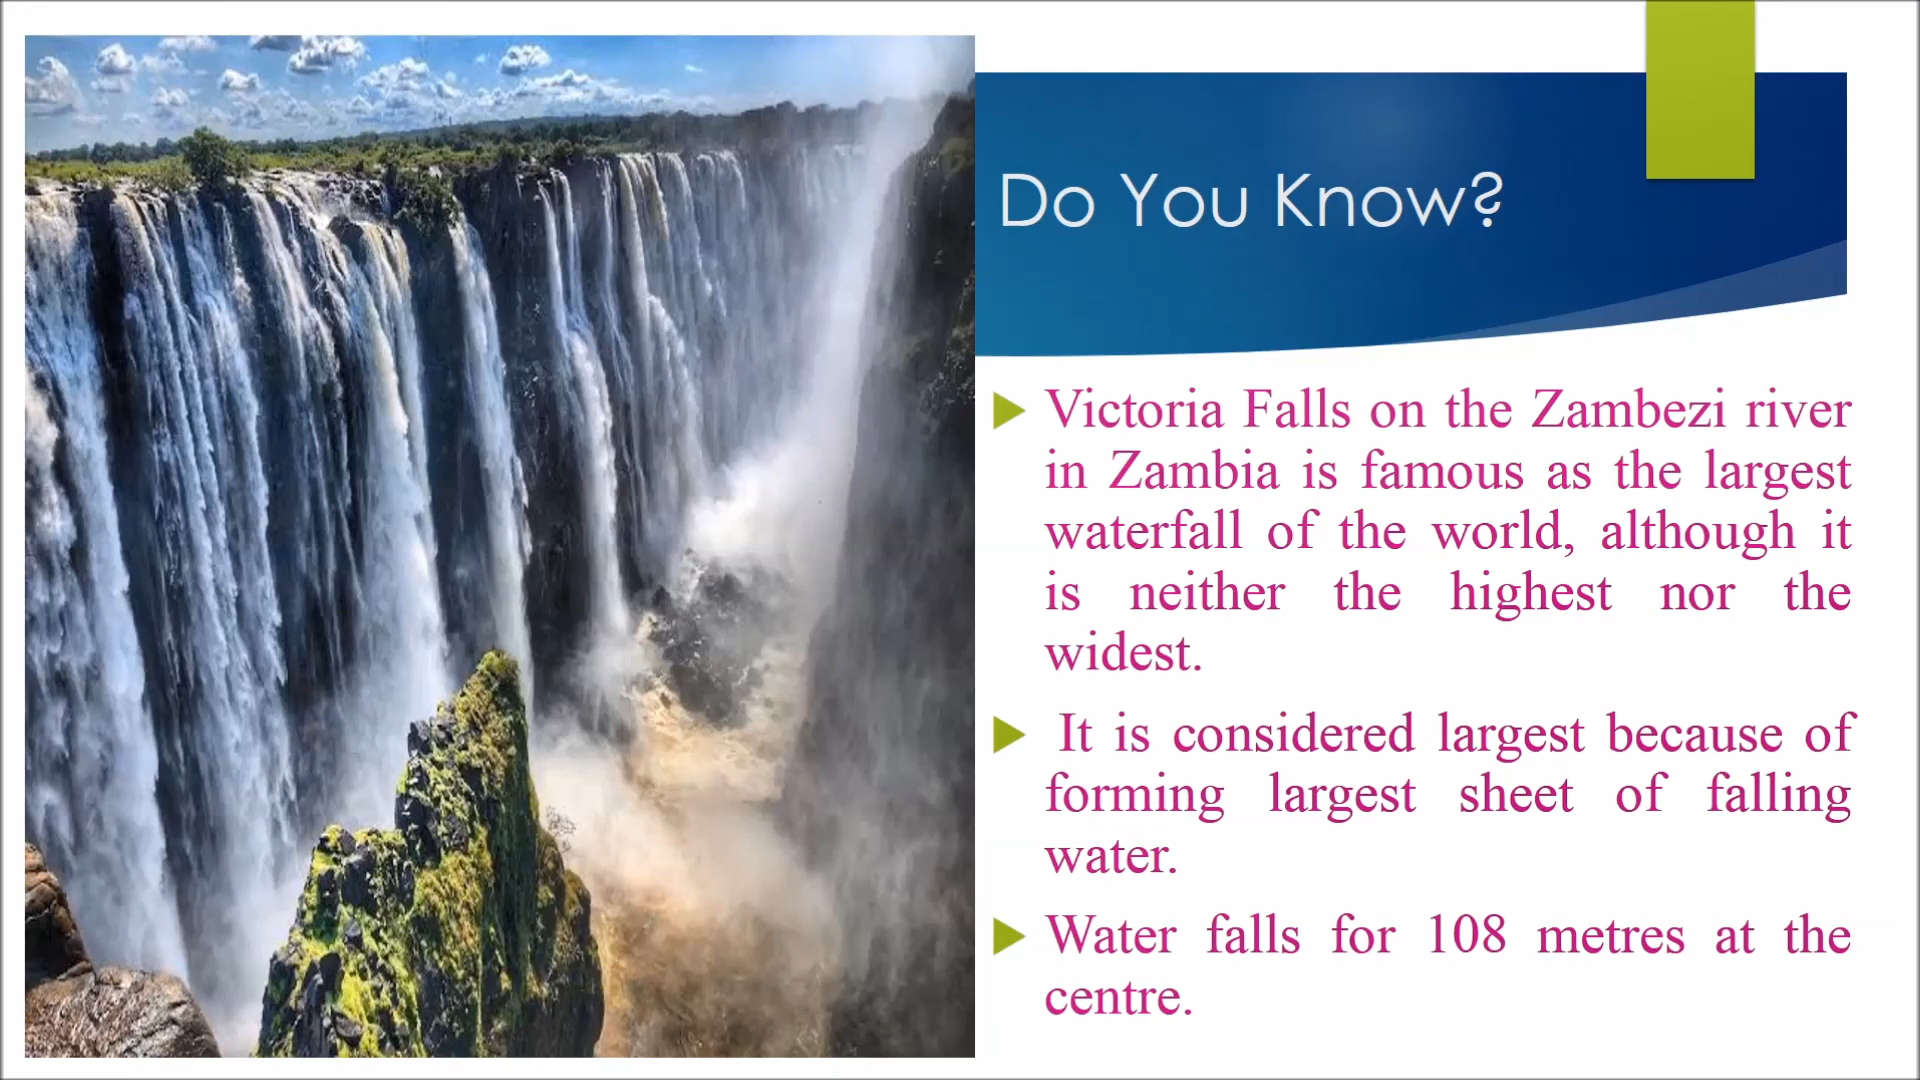 Do You Know?
Victoria Falls on the Zambezi river
in Zambia is famous as the largest
waterfall of the world, although it
is neither the highest nor the
widest.
It is considered largest because of
forming largest sheet of falling
water.
Water falls for 108 metres at the
centre.